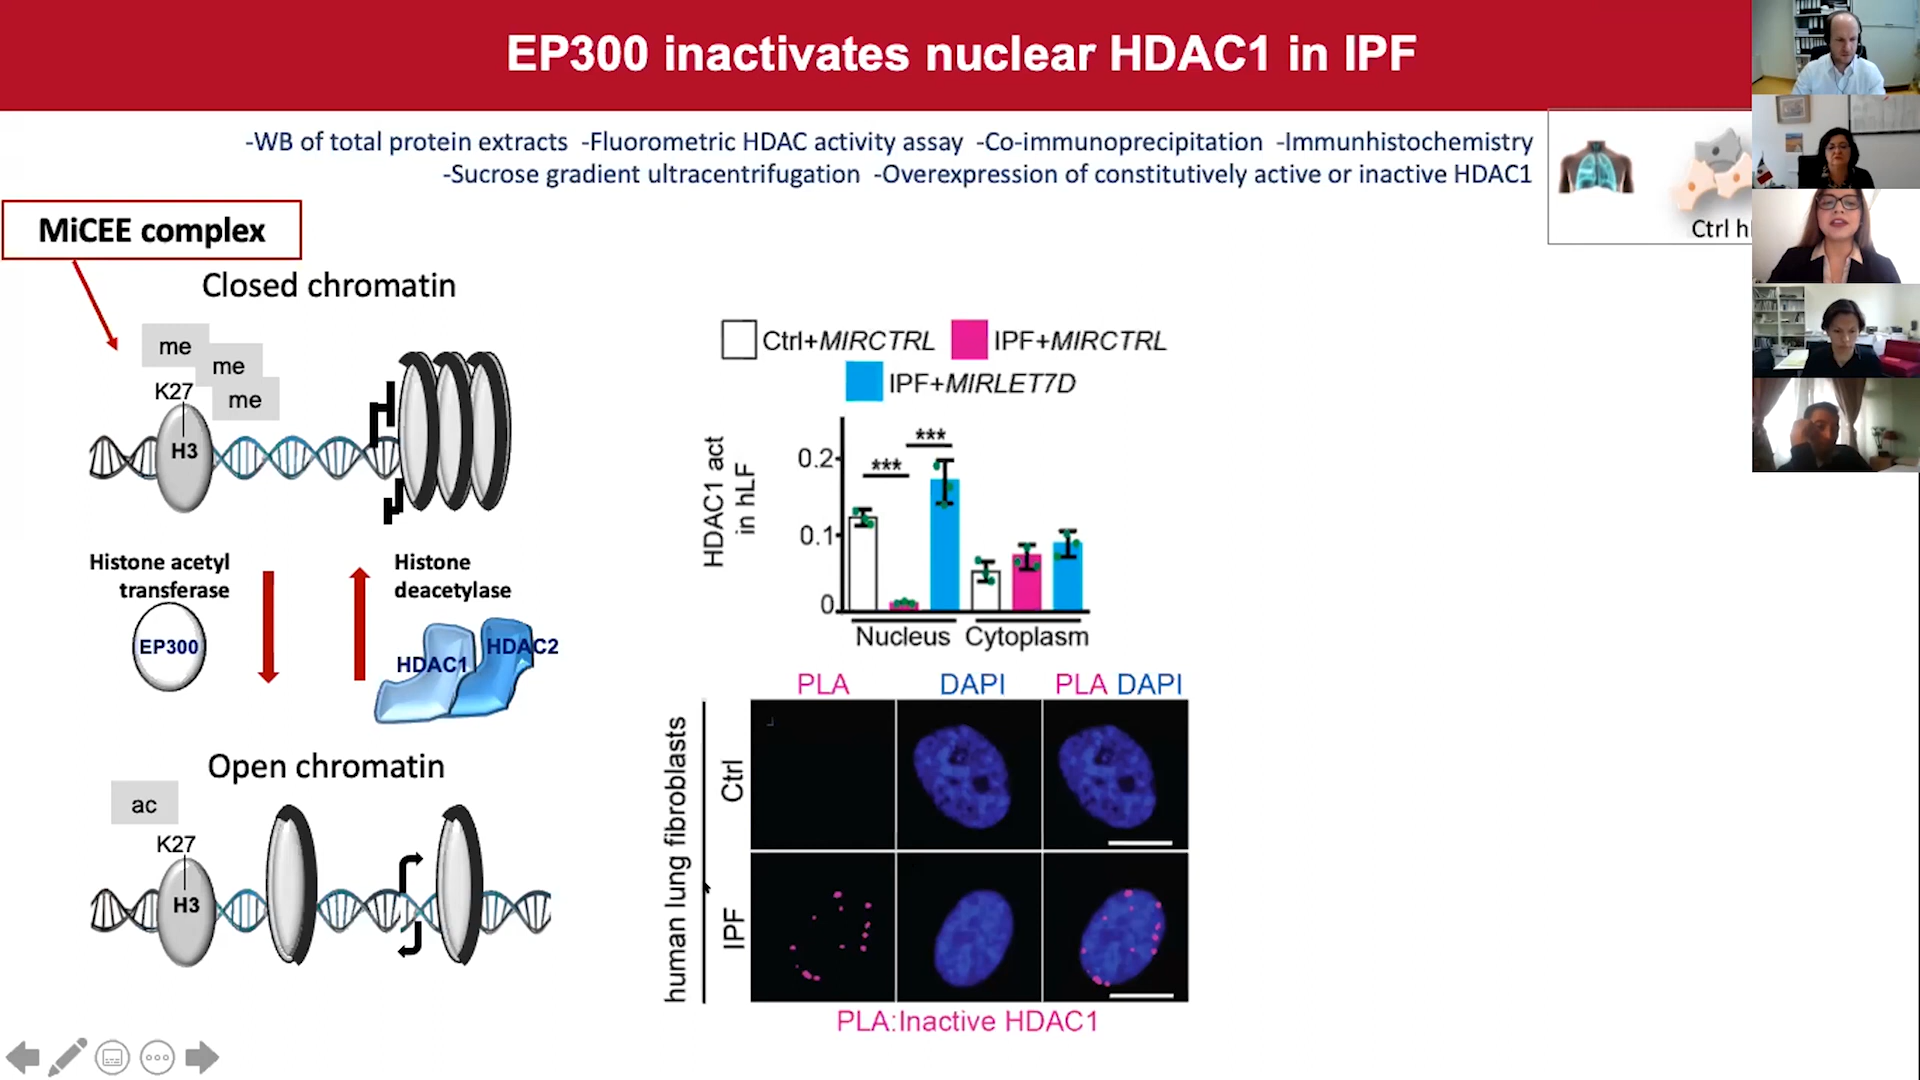 EP300 inactivates nuclear HDAC1 in IPF
-WB of total protein extracts -Fluorometric HDAC activity assay -Co-immunoprecipitation -Immunhistochemistry
-Sucrose gradient ultracentrifugation -Overexpression of constitutively active or inactive HDAC1
Ctrl h
MiCEE complex
Closed chromatin
me
me
me
K27
H3
Histone acetyl
transferase
EP300
Histone
deacetylase
HDAC1
HDAC2
Open chromatin
ac
K27
H3
Ctrl+MIRCTRL
IPF+MIRCTRL
IPF+MIRLET7D
HDAC1 act
in hLF
0.2
0.1
0
***
***
Nucleus
Cytoplasm
PLA
DAPI
PLA DAPI
human lung fibroblasts
Ctrl
IPF
PLA:Inactive HDAC1